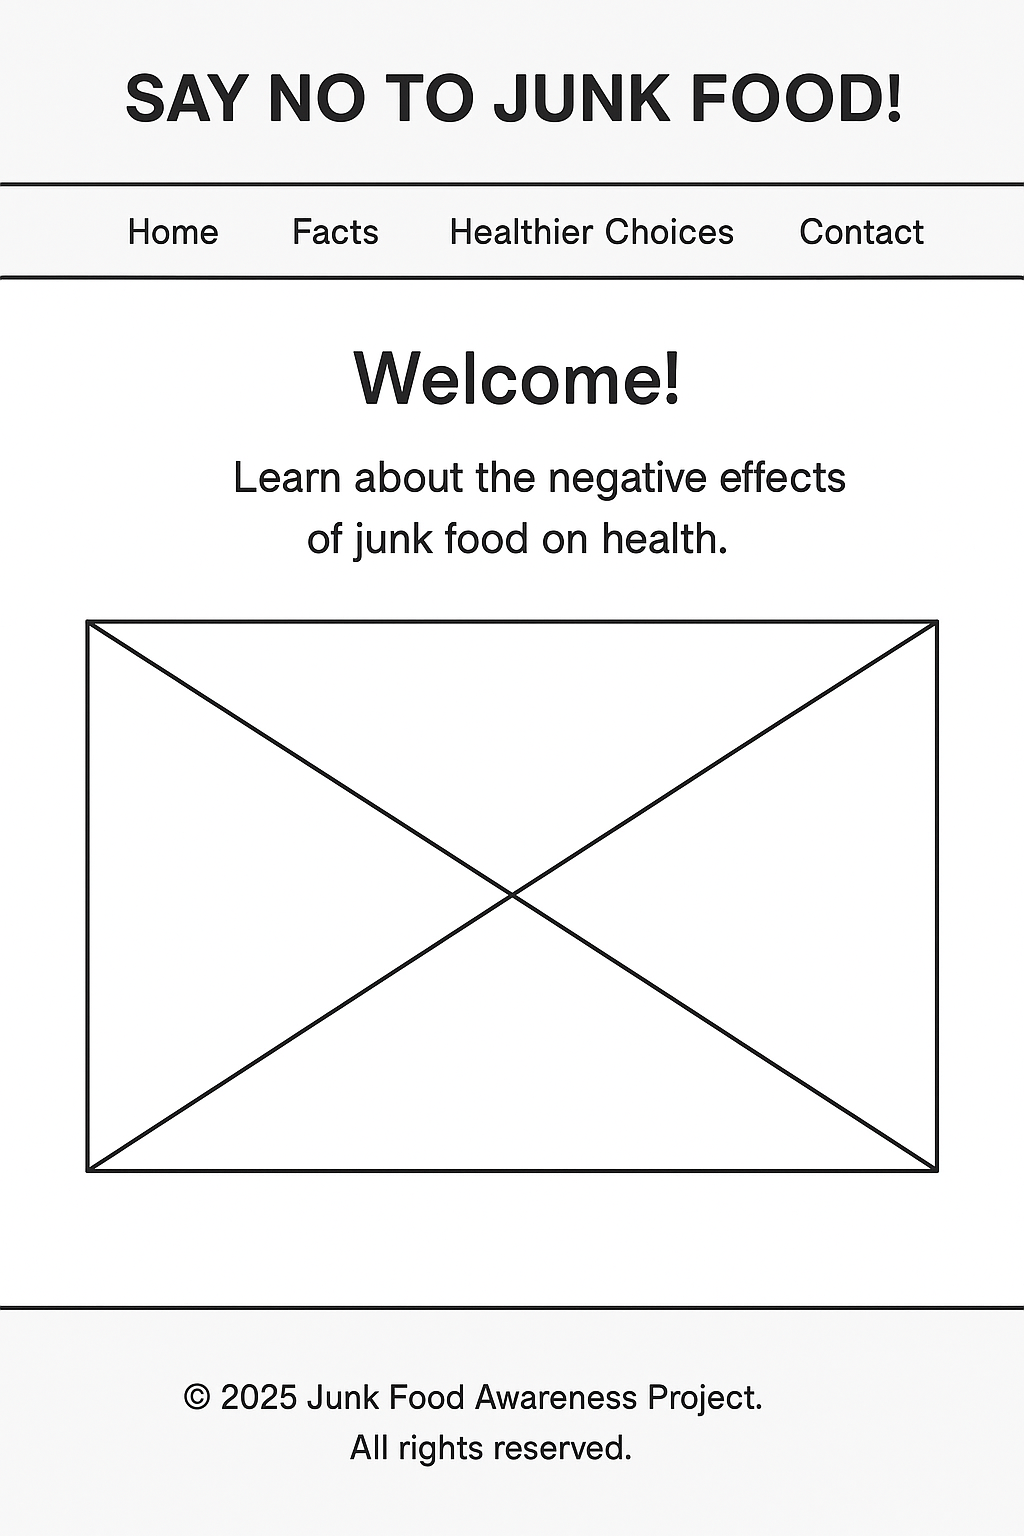 SAY NO TO JUNK FOOD!
Home Facts Healthier Choices Contact
Welcome!
Learn about the negative effects
of junk food on health.
© 2025 Junk Food Awareness Project.
All rights reserved.